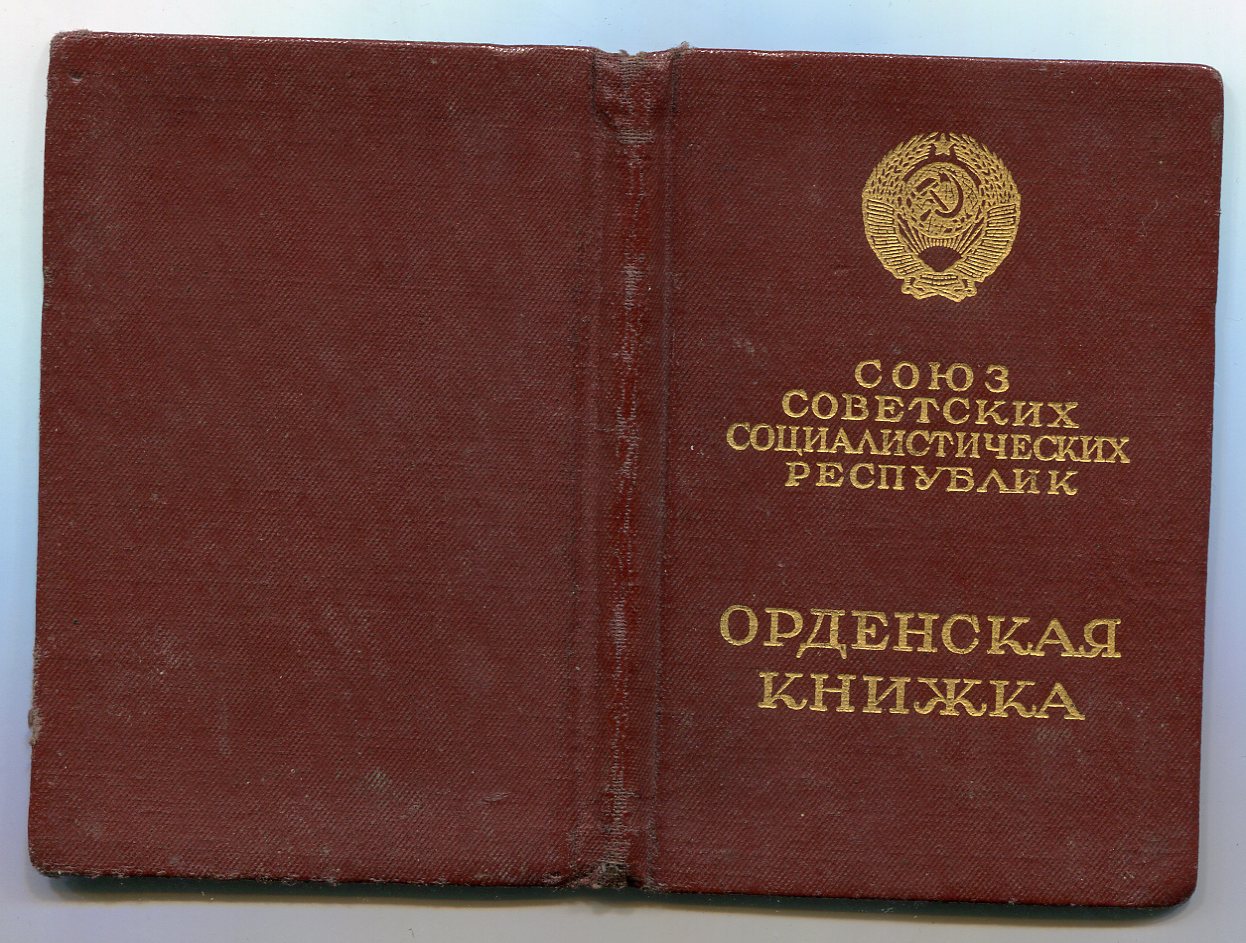 СОЮЗ
СОВЕТСКИХ
СОЦИАЛИСТИЧЕСКИХ
РЕСПУБЛИК
ОРДЕНСКАЯ
КНИЖКА